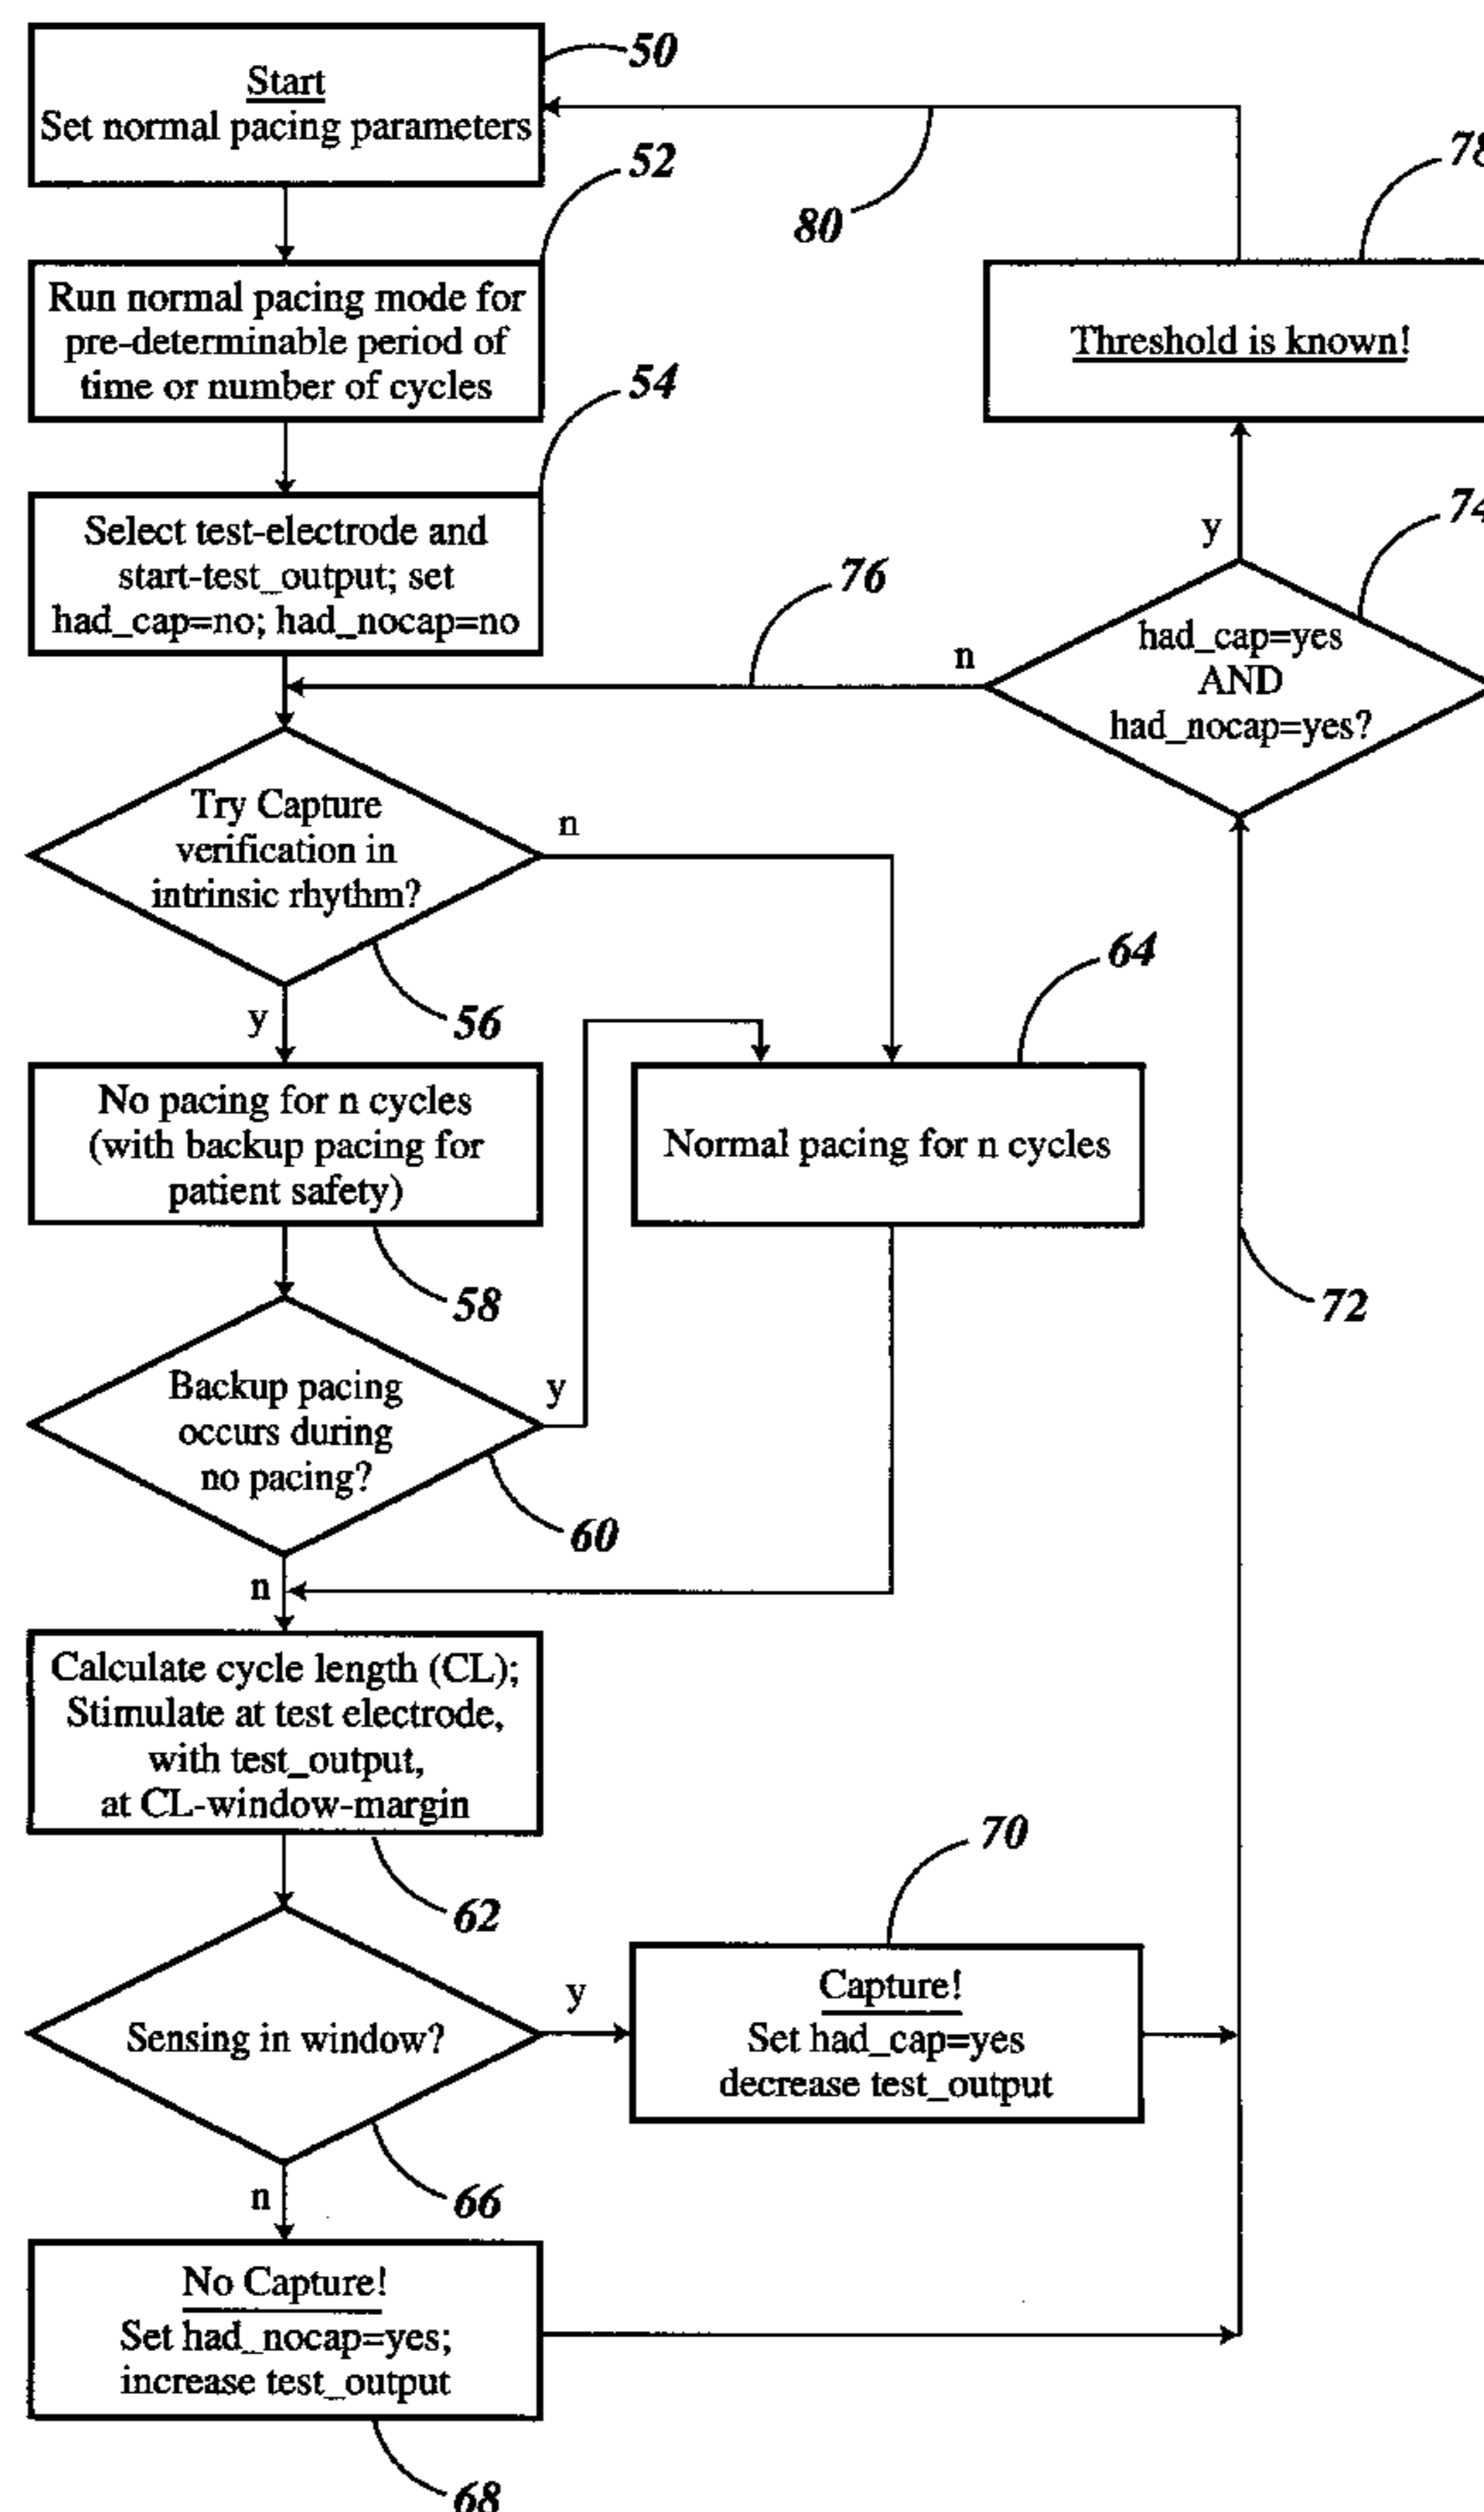 50
Start
Set normal pacing parameters
52
80
78
Run normal pacing mode for
pre-determinable period of
time or number of cycles
Threshold is known!
54
74
Select test-electrode and
start-test_output; set
had_cap=no; had_nocap=no
76
y
n
had_cap=yes
AND
had_nocap=yes?
Try Capture
verification in
intrinsic rhythm?
n
y
56
64
No pacing for n cycles
(with backup pacing for
patient safety)
Normal pacing for n cycles
58
72
Backup pacing
occurs during
no pacing?
y
60
n
Calculate cycle length (CL);
Stimulate at test electrode,
with test_output,
at CL-window-margin
62
70
Sensing in window?
y
Capture!
Set had_cap=yes
decrease test_output
n
66
No Capture!
Set had_nocap=yes;
increase test_output
68